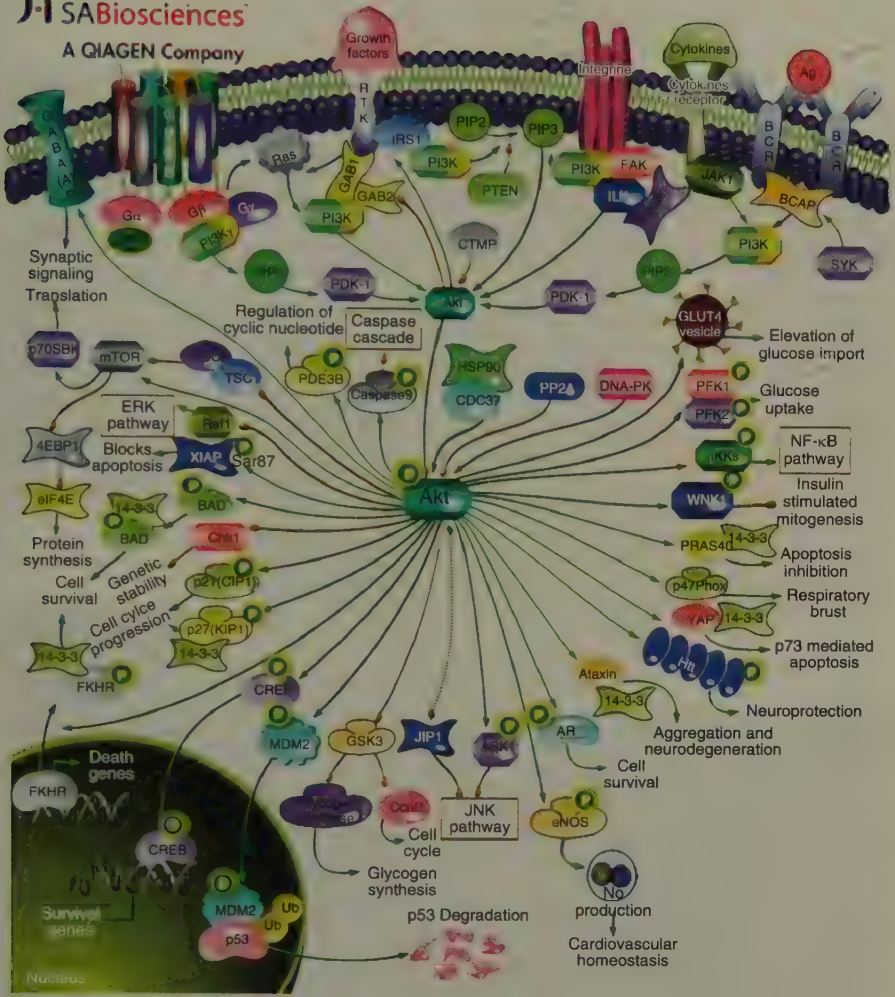 SABiosciences
A QIAGEN Company
Growth
factors
Integrine
Cytokines
Cytokines
receptor
Ag
GABA(A)
RTK
IRS1
PIP2
PIP3
BCR
BCR
Ras
GAB1
GAB2
PI3K
PTEN
PI3K
FAK
JAK1
ILK
BCAP
Gα
Gβ
Gγ
PI3Kγ
PI3K
CTMP
PI3K
SYK
PDK-1
Akt
PDK-1
PIP3
Synaptic
signaling
Translation
Regulation of
cyclic nucleotide
Caspase
cascade
GLUT4
vesicle
Elevation of
glucose import
p70SBK
mTOR
TSC
PDE3B
Caspase9
HSP90
CDC37
PP2A
DNA-PK
PFK1
PFK2
Glucose
uptake
ERK
pathway
Raf1
4EBP1
Blocks
apoptosis
XIAP
Sar87
IKKs
NF-κB
pathway
Akt
WNK1
Insulin
stimulated
mitogenesis
eIF4E
14-3-3
BAD
BAD
Chk1
PRAS40
14-3-3
Apoptosis
inhibition
Protein
synthesis
Cell
survival
Genetic
stability
p21(CIP1)
p47Phox
Respiratory
brust
Cell cylce
progression
p27(KIP1)
14-3-3
YAP
14-3-3
p73 mediated
apoptosis
14-3-3
FKHR
Htt
Neuroprotection
CREB
Ataxin
14-3-3
Aggregation and
neurodegeneration
MDM2
GSK3
JIP1
ASK1
AR
Cell
survival
Death
genes
FKHR
JNK
pathway
eNOS
Cell
cycle
Glycogen
synthesis
CREB
No
production
Cardiovascular
homeostasis
Survival
genes
MDM2
p53
Ub
Ub
p53 Degradation
Nucleus